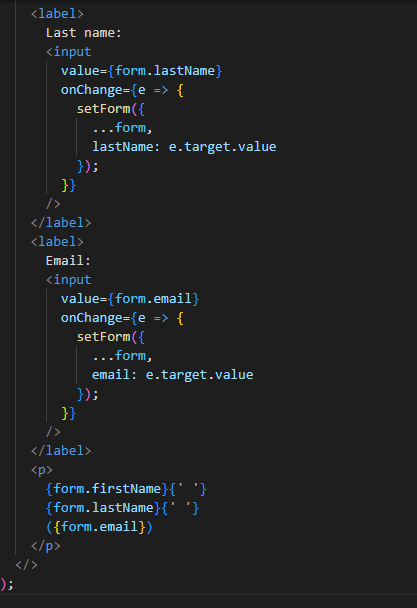 <label>
Last name:
<input
value={form.lastName}
onChange={e => {
setForm({
...form,
lastName: e.target.value
});
}}
/>
</label>
<label>
Email:
<input
value={form.email}
onChange={e => {
setForm({
...form,
email: e.target.value
});
}}
/>
</label>
<p>
{form.firstName}{' '}
{form.lastName}{' '}
({form.email})
</p>
</>
);